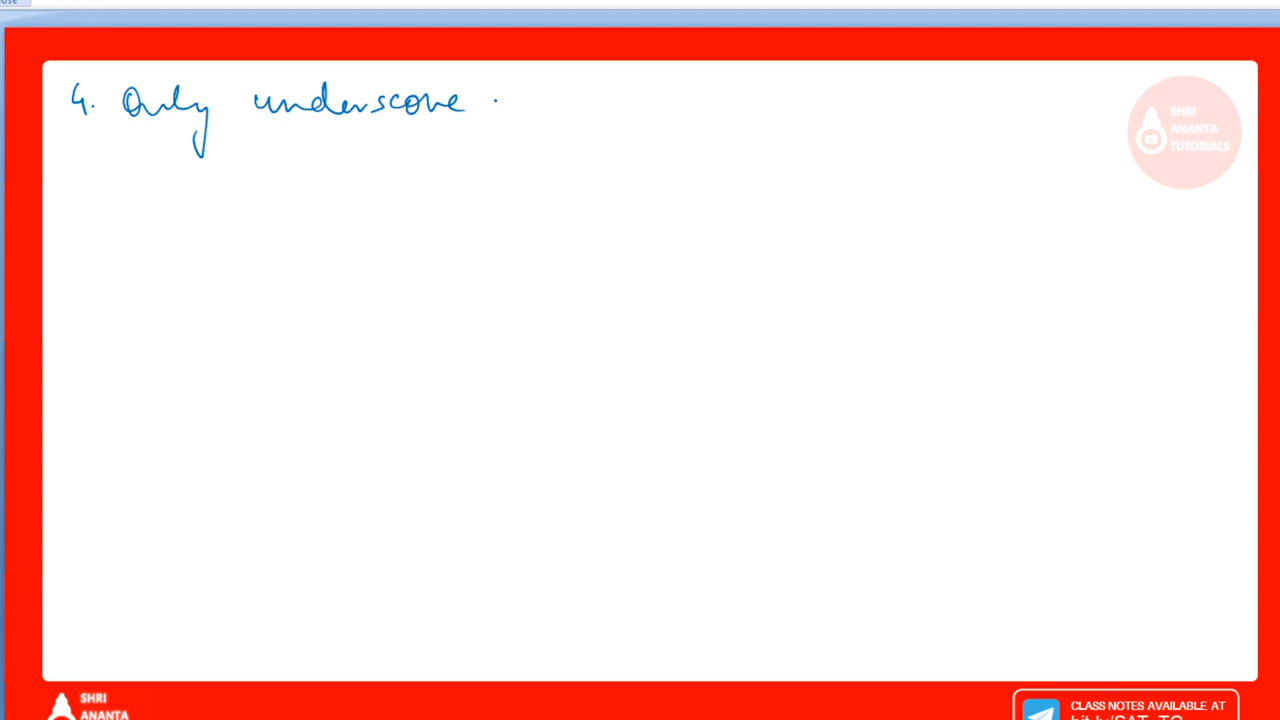 4. Only underscore
SHRI
ANANTA
TUTORIALS
SHRI
ANANTA
CLASS NOTES AVAILABLE AT